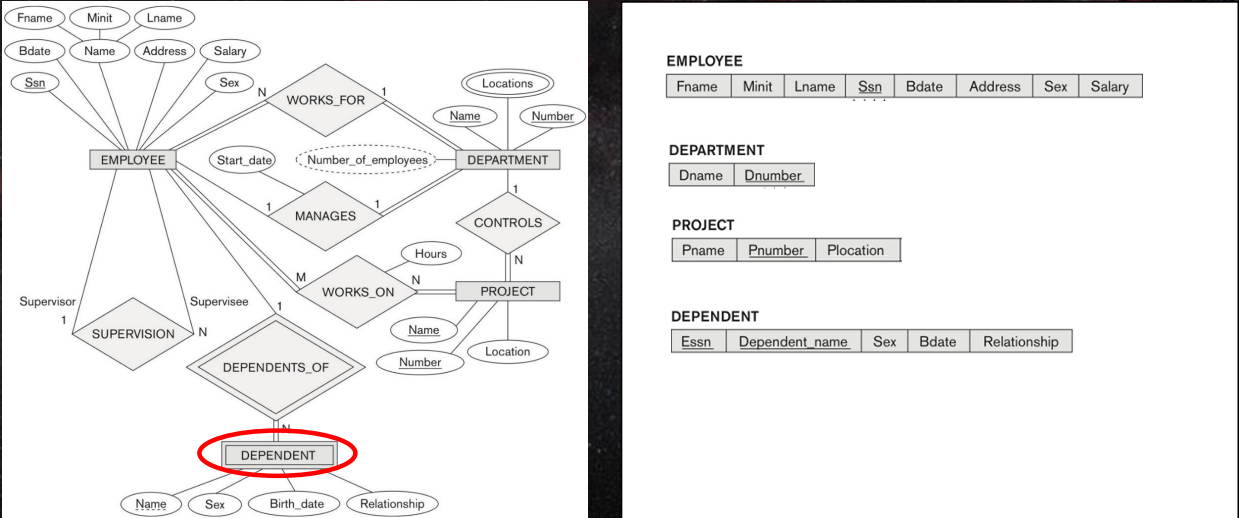 Fname Minit Lname
Bdate Name Address Salary
Ssn Sex
N WORKS_FOR 1
Locations
Name Number
EMPLOYEE Start_date Number_of_employees DEPARTMENT
1 MANAGES 1
1
CONTROLS
N
Hours
M WORKS_ON N PROJECT
Supervisor Supervisee
1 SUPERVISION N
1
Name
Number Location
DEPENDENTS_OF
N
DEPENDENT
Name Sex Birth_date Relationship
EMPLOYEE
Fname Minit Lname Ssn Bdate Address Sex Salary
DEPARTMENT
Dname Dnumber
PROJECT
Pname Pnumber Plocation
DEPENDENT
Essn Dependent_name Sex Bdate Relationship